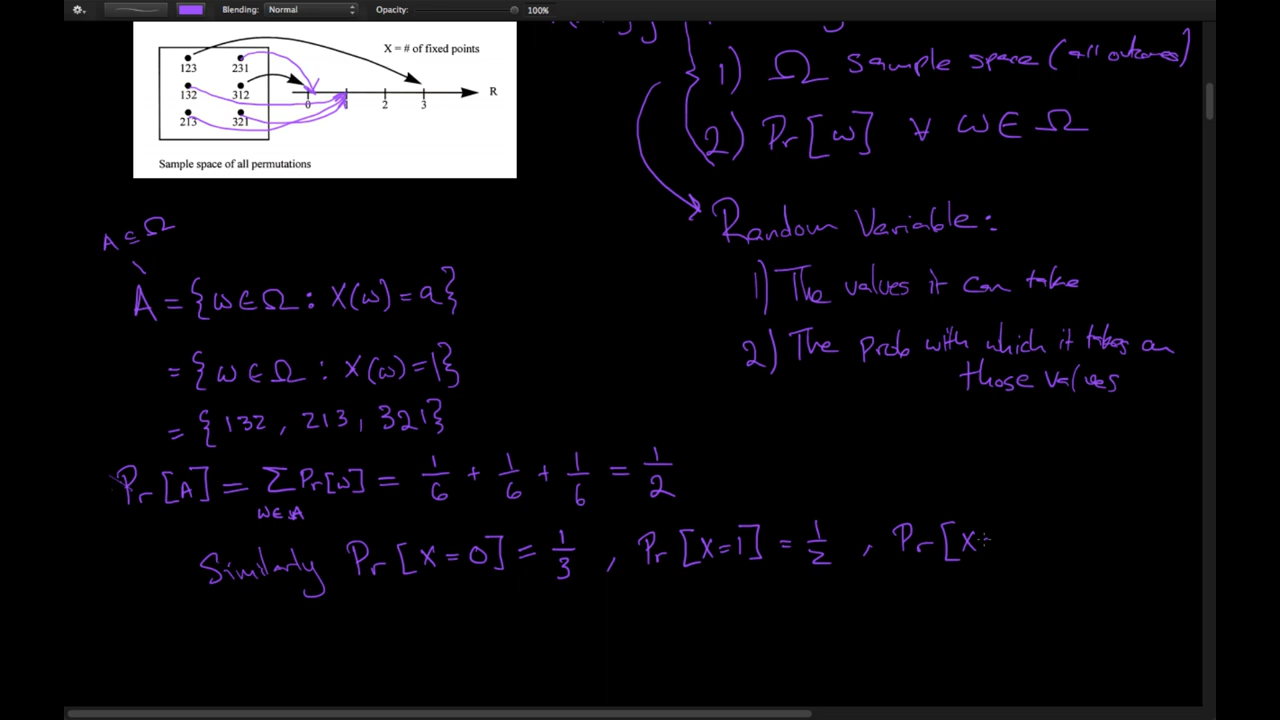 Blending: Normal Opacity: 100%
X = # of fixed points
123 231
132 312
213 321
0 1 2 3 R
Sample space of all permutations
1) Ω sample space (all outcomes)
2) Pr[ω] ∀ ω ∈ Ω
Random Variable:
1) The values it can take
2) The prob with which it takes on
those values
A ⊆ Ω
A = {ω ∈ Ω : X(ω) = a}
= {ω ∈ Ω : X(ω) = 1}
= {132, 213, 321}
Pr[A] = Σ Pr[ω] = 1/6 + 1/6 + 1/6 = 1/2
ω ∈ A
Similarly Pr[X = 0] = 1/3, Pr[X = 1] = 1/2, Pr[X